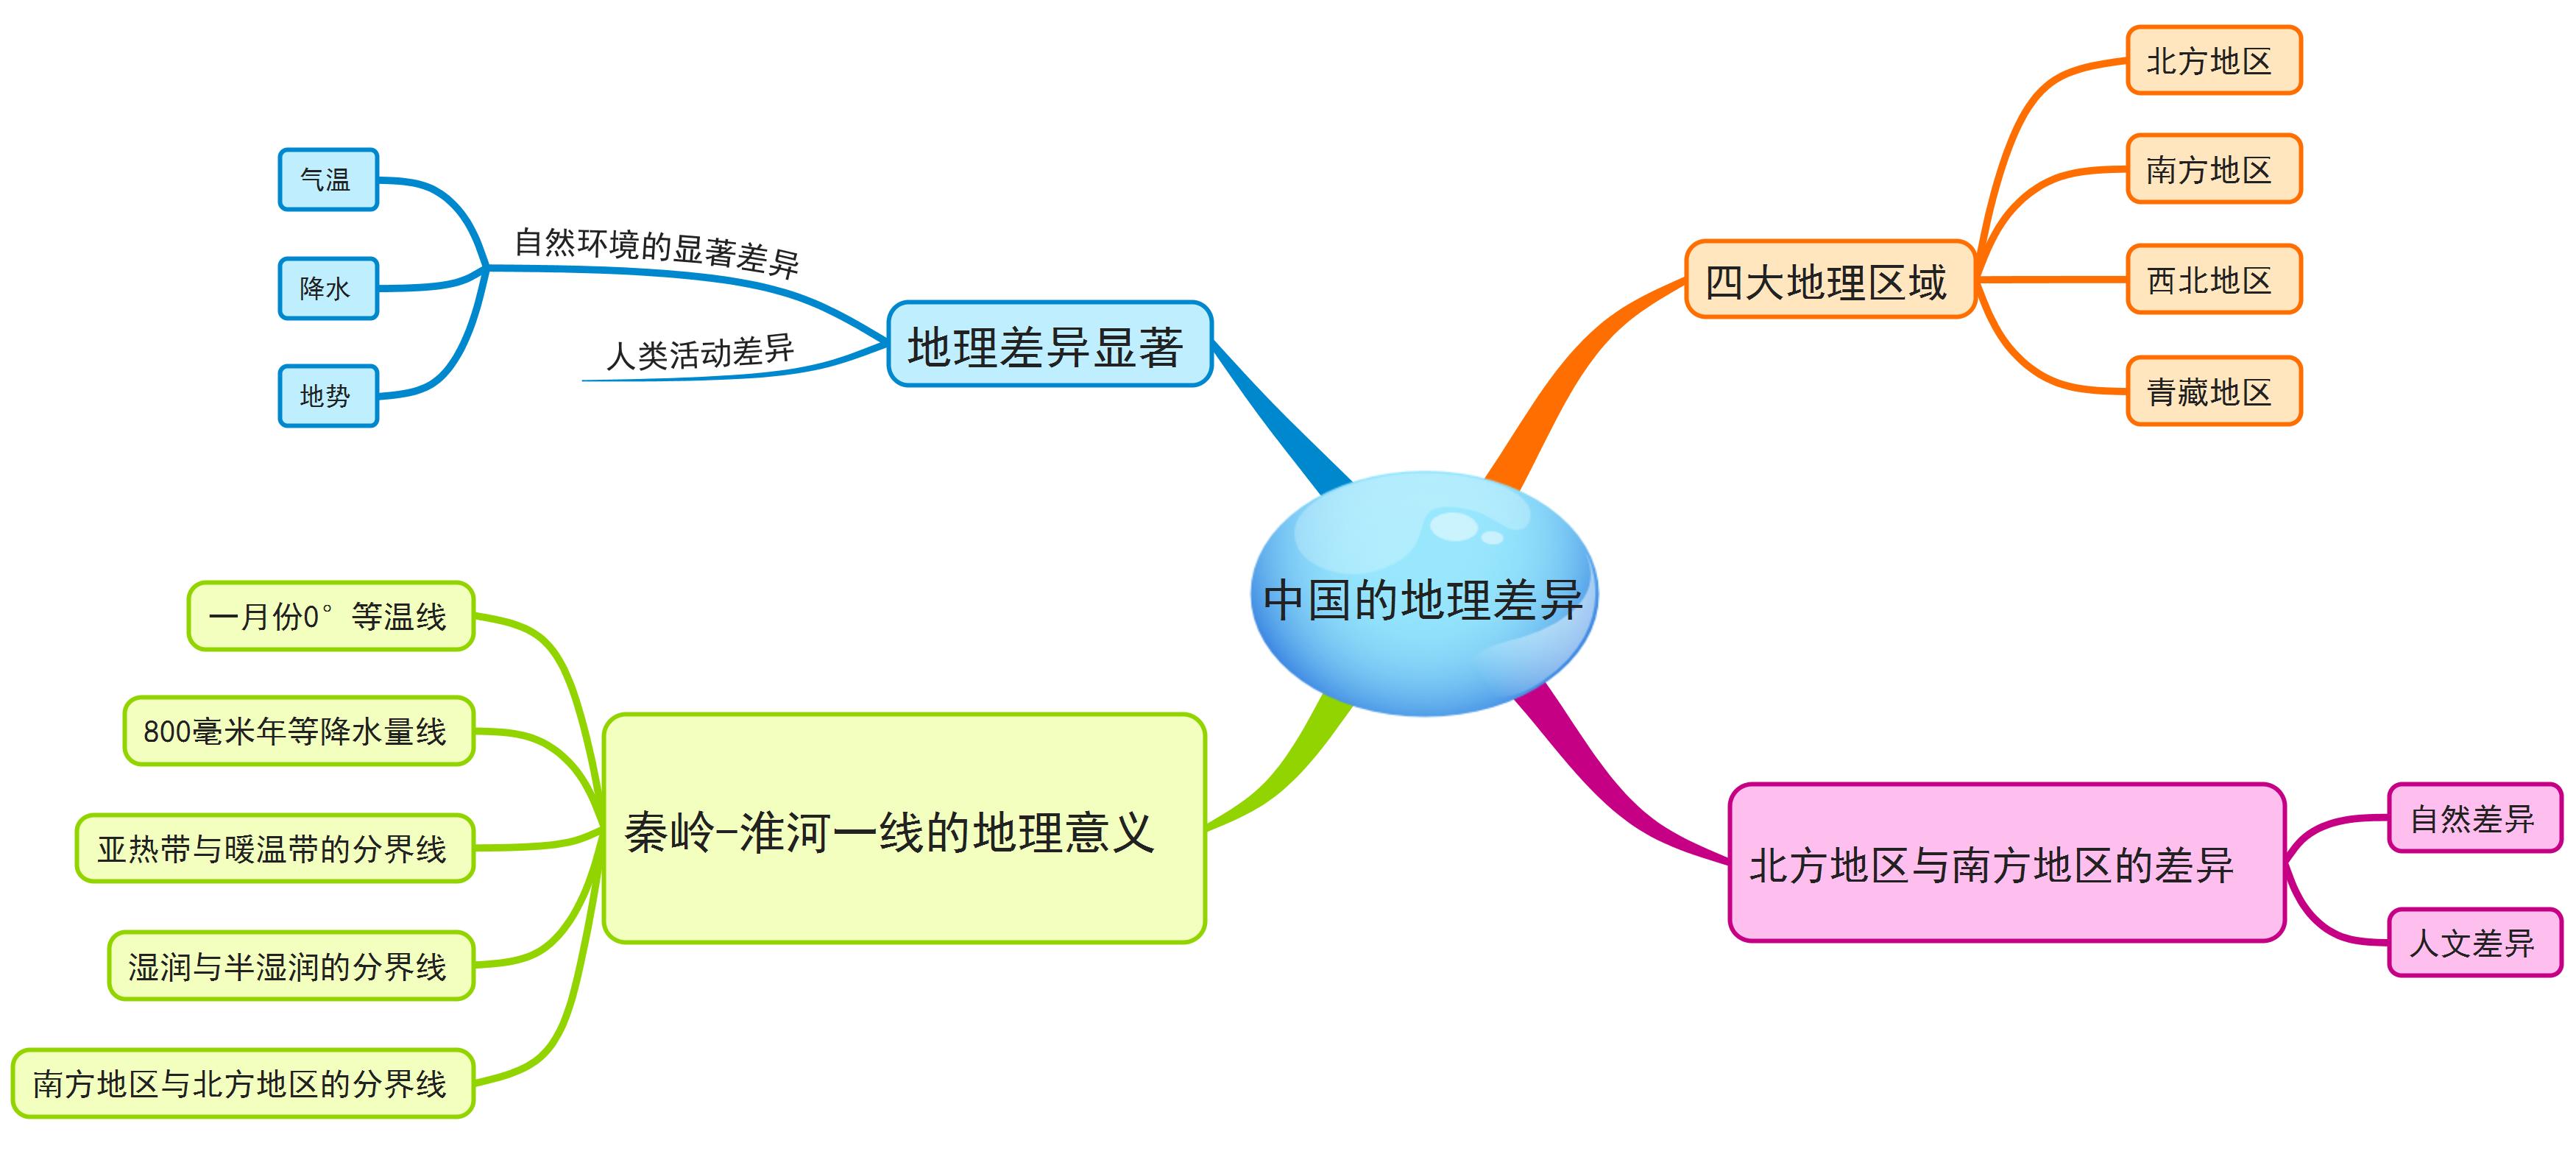 中国的地理差异
四大地理区域
北方地区
南方地区
西北地区
青藏地区
北方地区与南方地区的差异
自然差异
人文差异
秦岭-淮河一线的地理意义
一月份0°等温线
800毫米年等降水量线
亚热带与暖温带的分界线
湿润与半湿润的分界线
南方地区与北方地区的分界线
地理差异显著
自然环境的显著差异
气温
降水
地势
人类活动差异